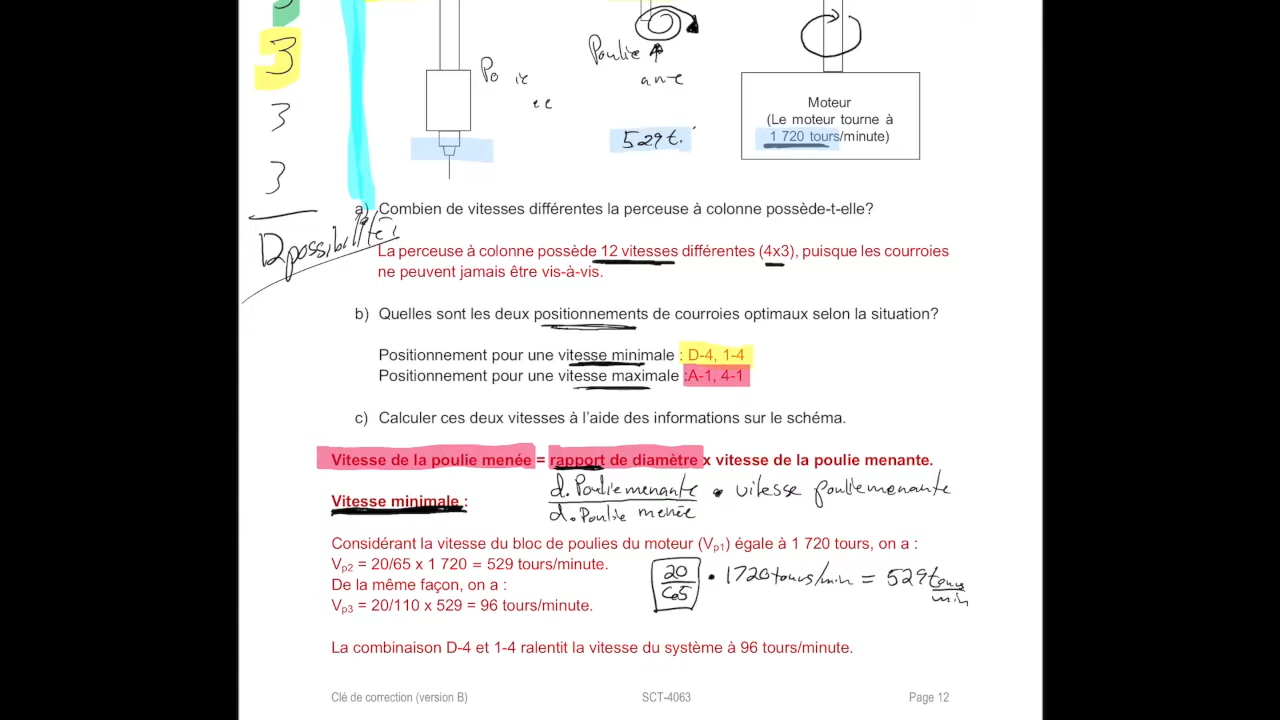 3
3
3
3
Poulie
529 t.
Moteur
(Le moteur tourne à
1 720 tours/minute)
12 possibilités
a) Combien de vitesses différentes la perceuse à colonne possède-t-elle?
La perceuse à colonne possède 12 vitesses différentes (4x3), puisque les courroies
ne peuvent jamais être vis-à-vis.
b) Quelles sont les deux positionnements de courroies optimaux selon la situation?
Positionnement pour une vitesse minimale : D-4, 1-4
Positionnement pour une vitesse maximale :A-1, 4-1
c) Calculer ces deux vitesses à l'aide des informations sur le schéma.
Vitesse de la poulie menée = rapport de diamètre x vitesse de la poulie menante.
d. Poulie menante • vitesse poulie menante
d. Poulie menée
Vitesse minimale :
Considérant la vitesse du bloc de poulies du moteur (Vp1) égale à 1 720 tours, on a :
Vp2 = 20/65 x 1 720 = 529 tours/minute.
20/65 • 1720 tours/min = 529 tours/min
De la même façon, on a :
Vp3 = 20/110 x 529 = 96 tours/minute.
La combinaison D-4 et 1-4 ralentit la vitesse du système à 96 tours/minute.
Clé de correction (version B) SCT-4063 Page 12